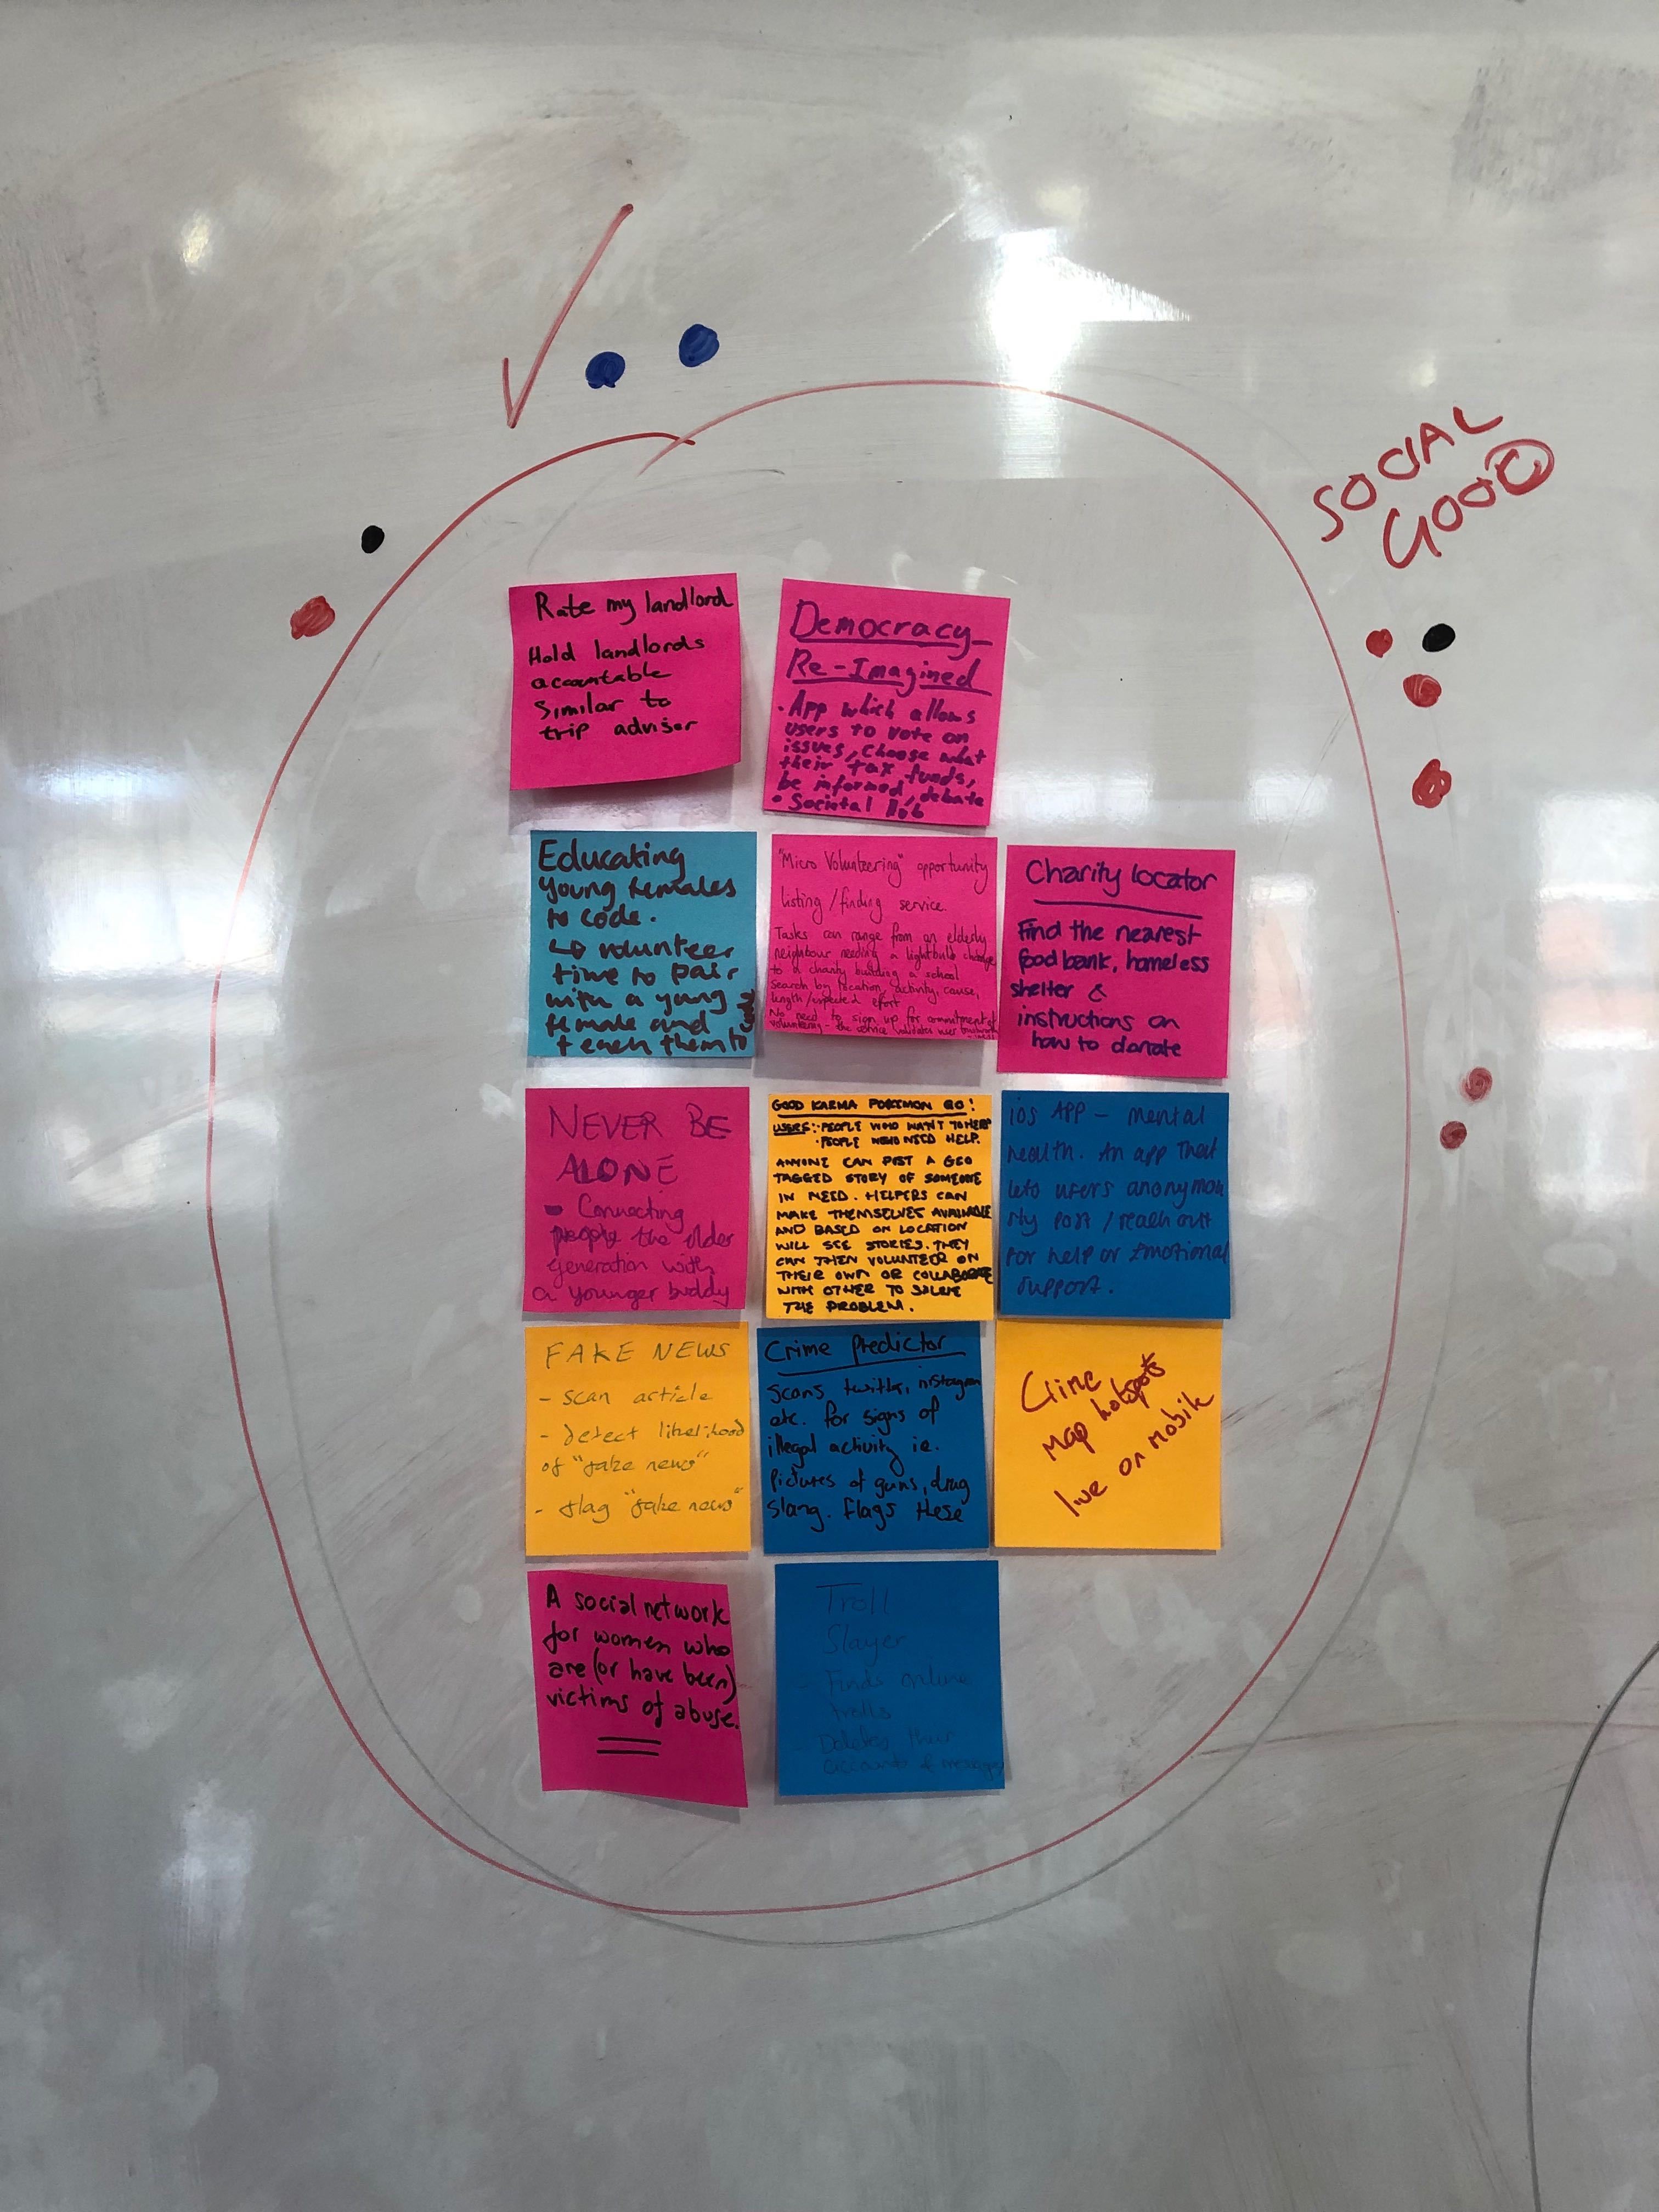 SOCIAL
GOOD
Rate my landlord
Hold landlords
accountable
Similar to
trip advisor
Democracy
Re-Imagined
· App which allows
users to vote on
issues, choose what
their tax funds,
be informed, debate
• Societal Hub
Educating
young females
to code.
↳ volunteer
time to pair
with a young
female and
teach them to
code
"Micro Volunteering" opportunity
listing/finding service.
Tasks can range from an elderly
neighbour needing a lightbulb change
to a charity building a school
Search by location, activity, cause,
length/expected effort
No need to sign up for commitment of
volunteering - the service validates user
Charity locator
Find the nearest
food bank, homeless
shelter &
instructions on
how to donate
NEVER BE
ALONE
- Connecting
people the older
generation with
a younger buddy
GOOD KARMA POKEMON GO!
USERS: · PEOPLE WHO WANT TO HELP
· PEOPLE WHO NEED HELP.
ANYONE CAN POST A GEO
TAGGED STORY OF SOMEONE
IN NEED. HELPERS CAN
MAKE THEMSELVES AVAILABLE
AND BASED ON LOCATION
WILL SEE STORIES. THEY
CAN THEN VOLUNTEER ON
THEIR OWN OR COLLABORATE
WITH OTHER TO SOLVE
THE PROBLEM.
ios APP - Mental
health. An app that
lets users anonymou
sly post / reach out
for help or Emotional
support.
FAKE NEWS
- scan article
- detect likelihood
of "fake news"
- flag "fake news"
Crime predictor
Scans twitter, instagram
etc. for signs of
illegal activity ie.
Pictures of guns, drug
slang. Flags these
Crime
Map hotspots
live on mobile
A social network
for women who
are (or have been)
victims of abuse.
Troll
Slayer
- Finds online
trolls
Deletes their
accounts & messages